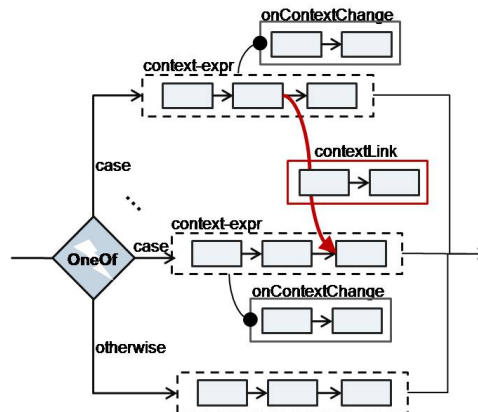 onContextChange
context-expr
case
contextLink
...
context-expr
case
OneOf
onContextChange
otherwise